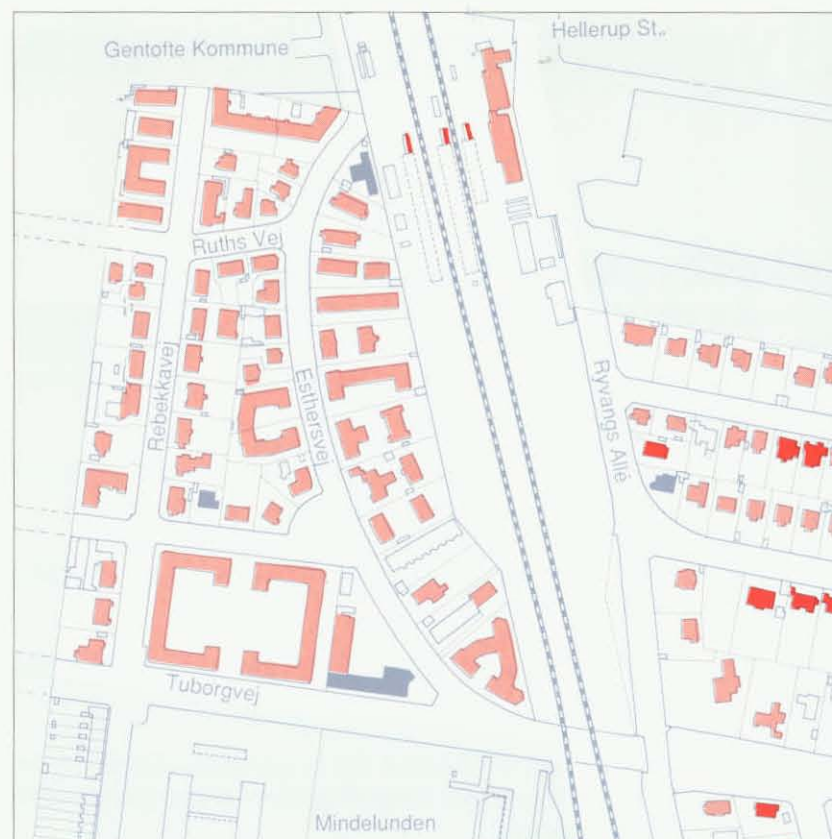 Gentofte Kommune
Hellerup St.
Ruths Vej
Rebekkavej
Esthersvej
Ryvangs Allé
Tuborgvej
Mindelunden